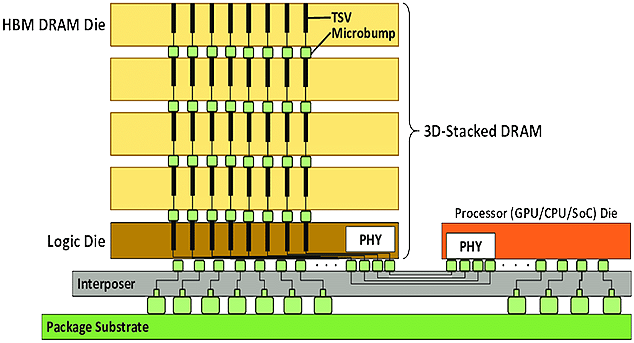 HBM DRAM Die
TSV
Microbump
3D-Stacked DRAM
Processor (GPU/CPU/SoC) Die
Logic Die
PHY
PHY
Interposer
Package Substrate